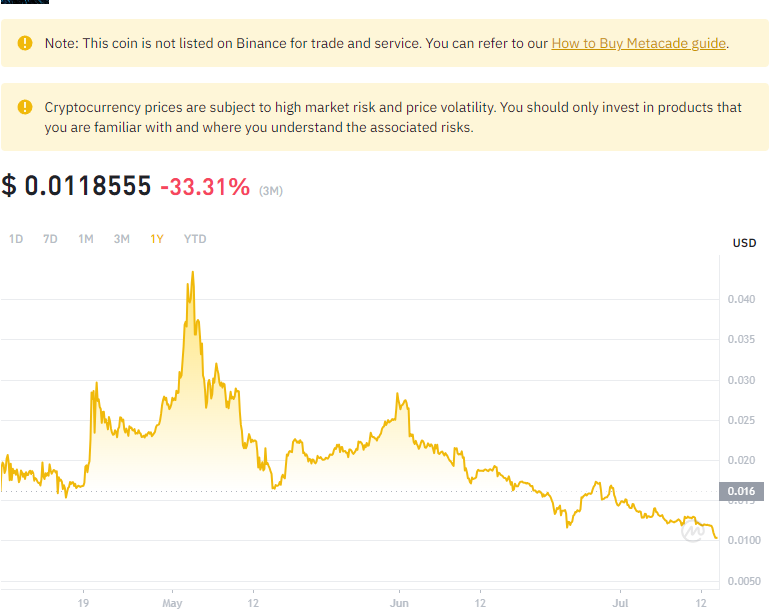 Note: This coin is not listed on Binance for trade and service. You can refer to our How to Buy Metacade guide.
Cryptocurrency prices are subject to high market risk and price volatility. You should only invest in products that
you are familiar with and where you understand the associated risks.
$ 0.0118555 -33.31% (3M)
1D 7D 1M 3M 1Y YTD
USD
0.040
0.035
0.030
0.025
0.020
0.016
0.015
0.0100
0.0050
19 May 12 Jun 12 Jul 12